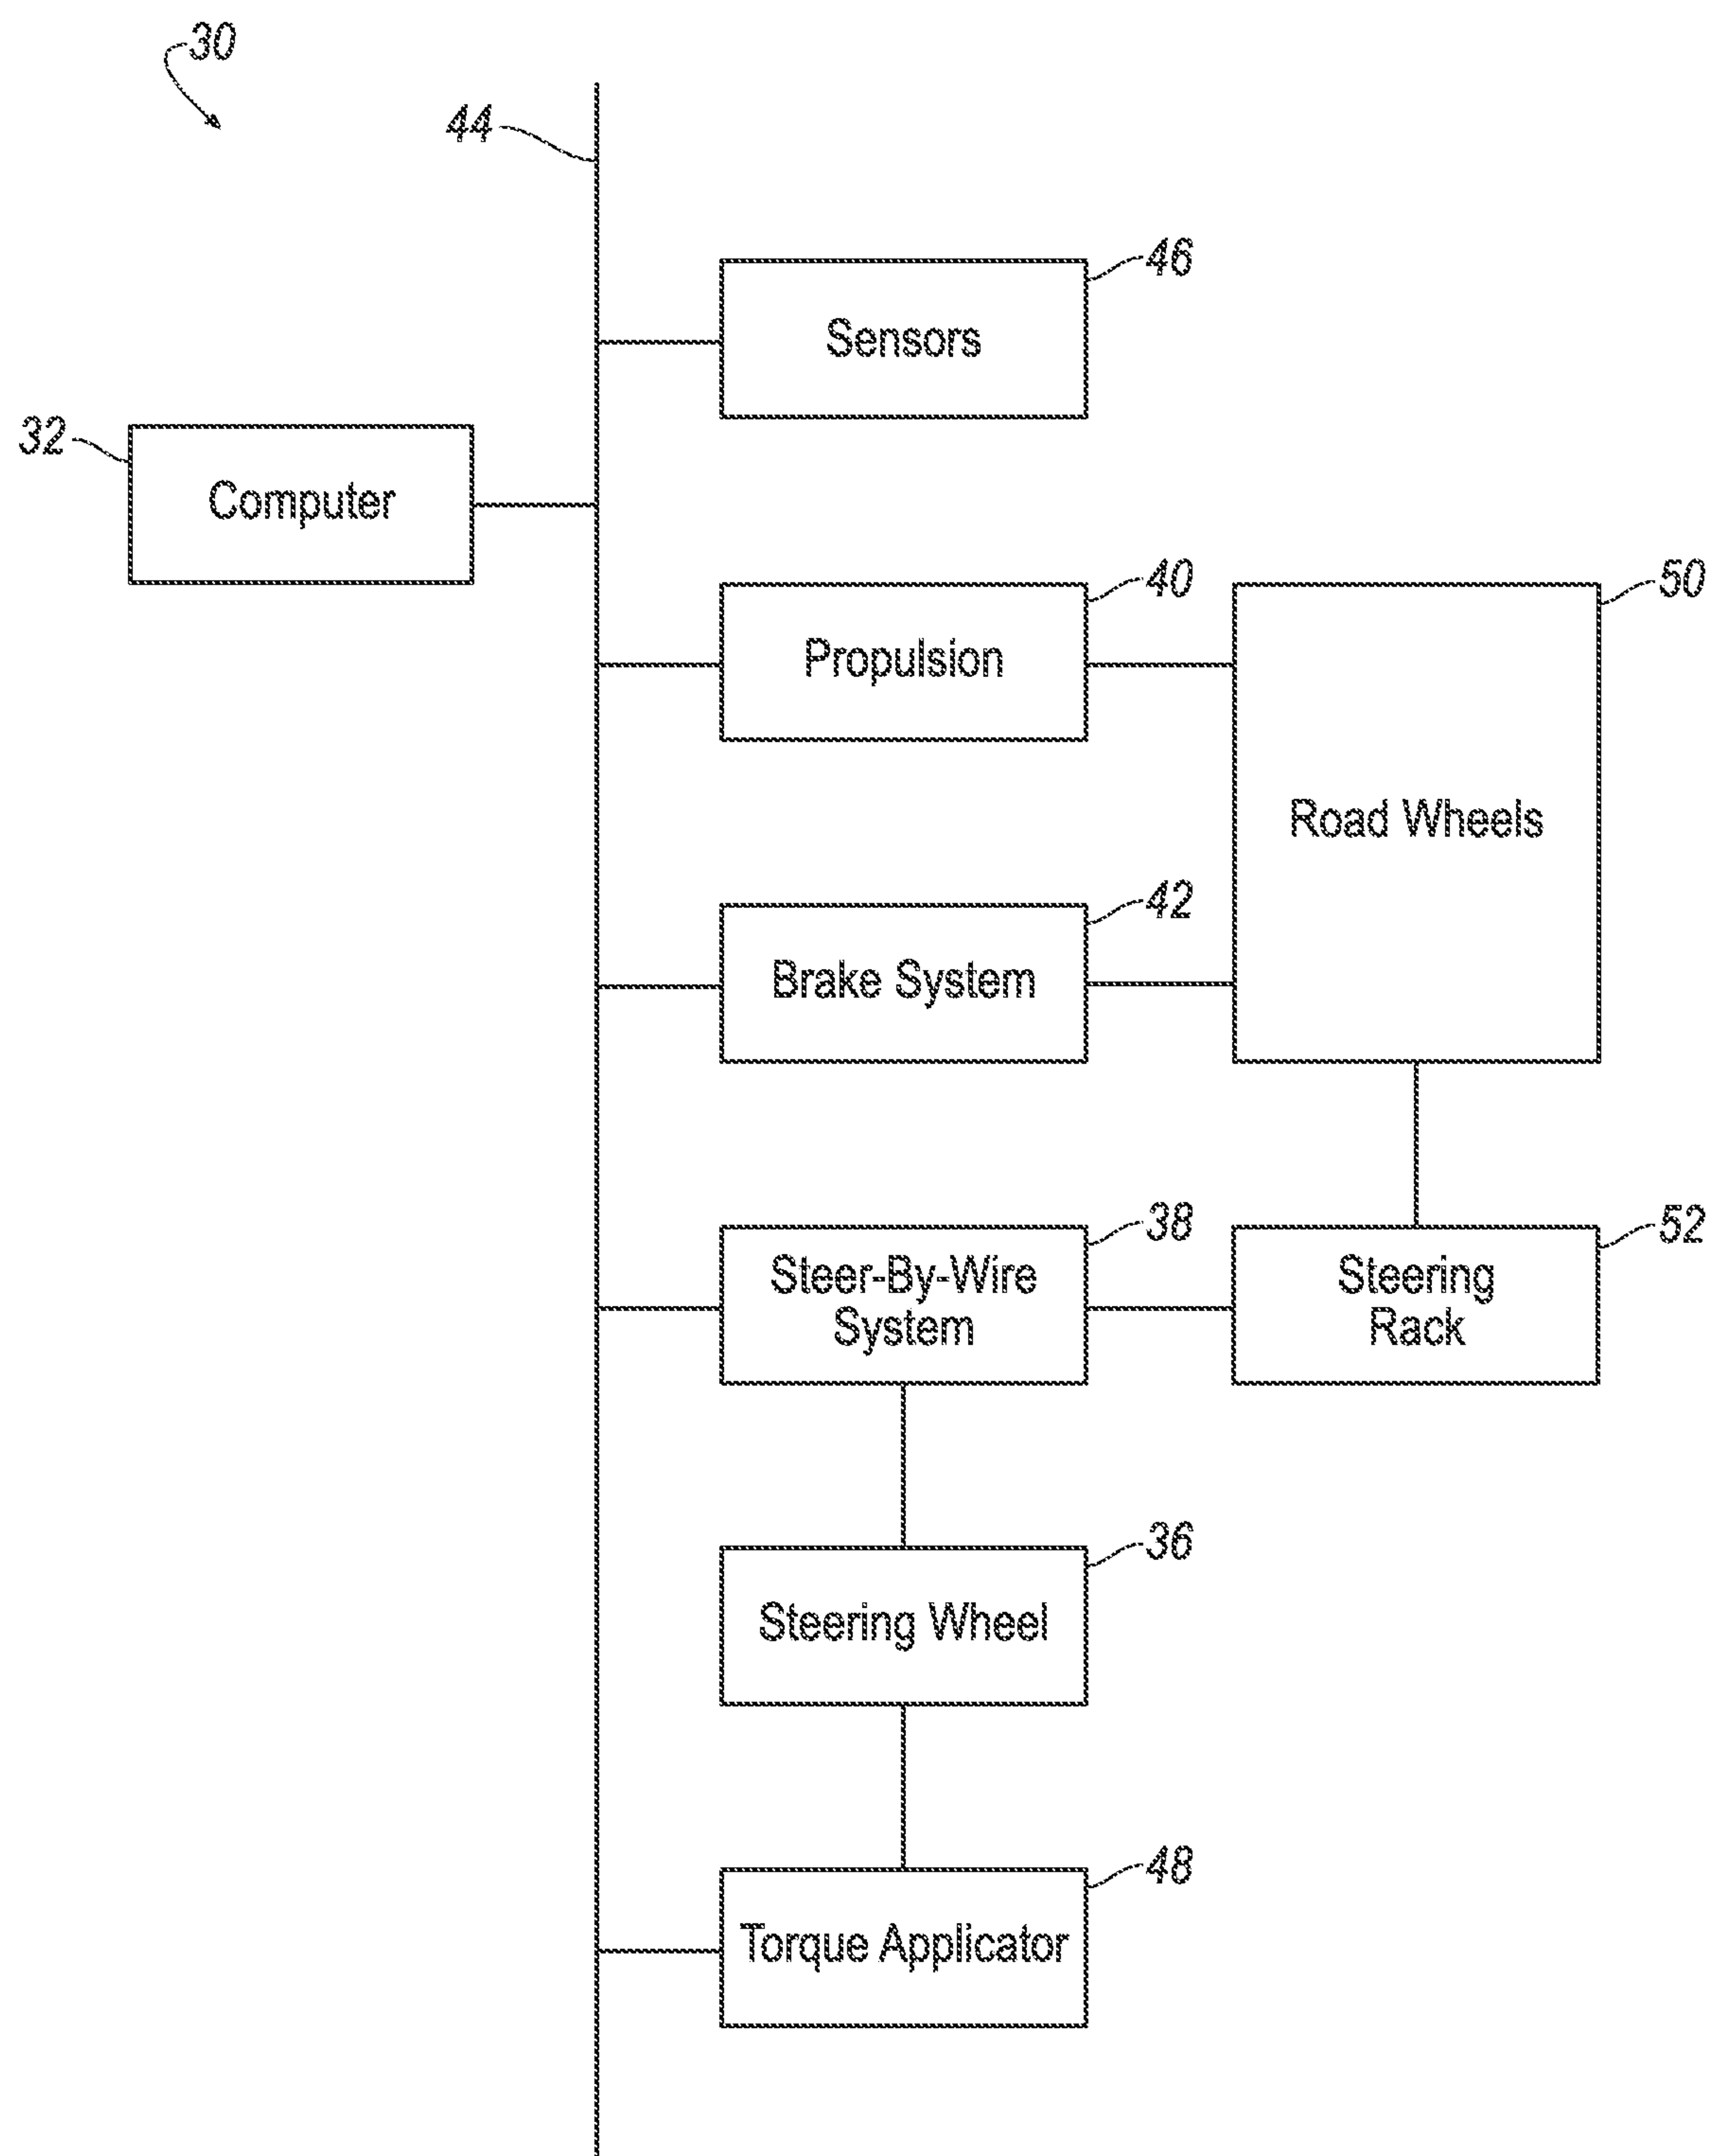 30
44
46
Sensors
32
Computer
40
50
Propulsion
Road Wheels
42
Brake System
38
52
Steer-By-Wire
System
Steering
Rack
36
Steering Wheel
48
Torque Applicator